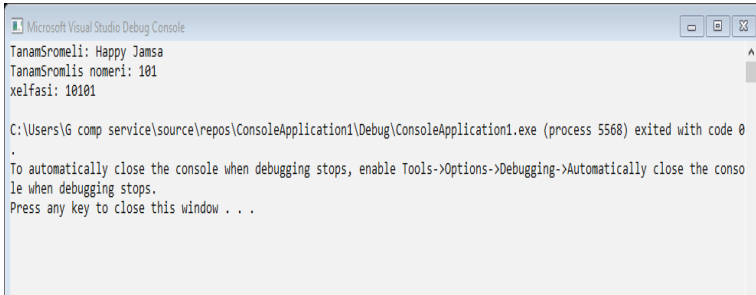 Microsoft Visual Studio Debug Console
TanamSromeli: Happy Jamsa
TanamSromlis nomeri: 101
xelfasi: 10101
C:\Users\G comp service\source\repos\ConsoleApplication1\Debug\ConsoleApplication1.exe (process 5568) exited with code 0
.
To automatically close the console when debugging stops, enable Tools->Options->Debugging->Automatically close the conso
le when debugging stops.
Press any key to close this window . . .